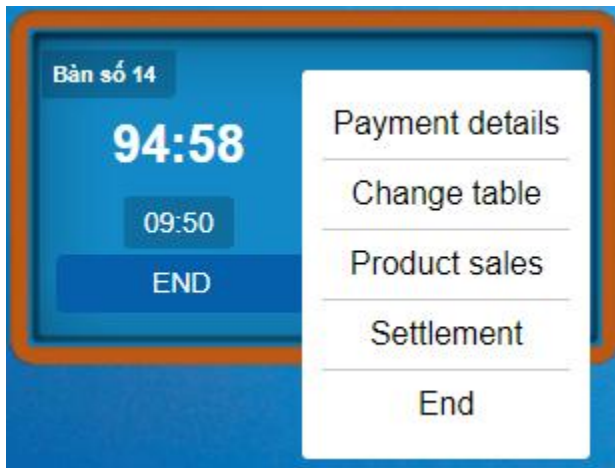 Bàn số 14
94:58
09:50
END
Payment details
Change table
Product sales
Settlement
End